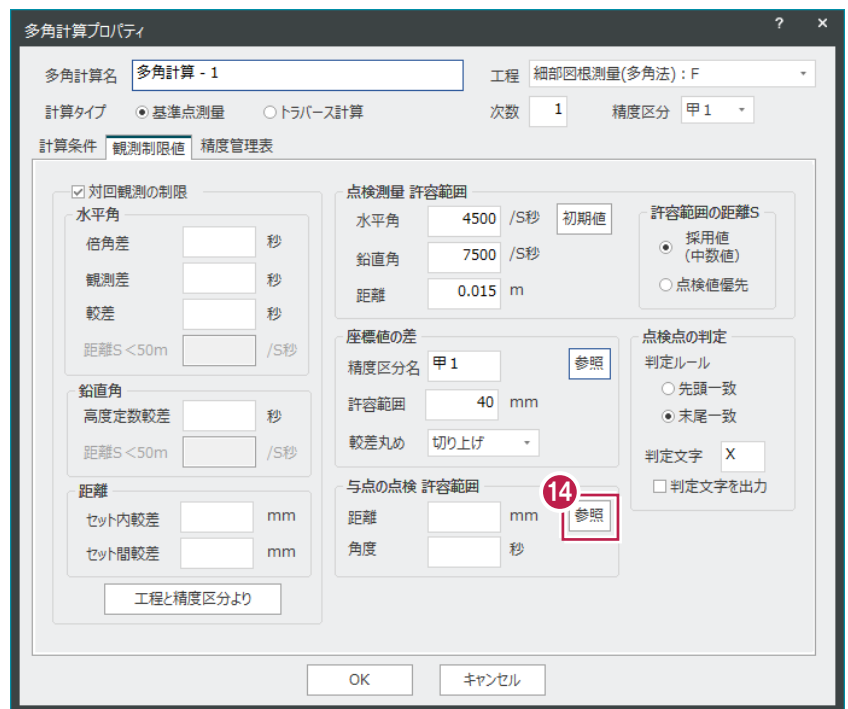 多角計算プロパティ ? ×
多角計算名 多角計算 - 1 工程 細部図根測量(多角法) : F
計算タイプ 基準点測量 トラバース計算 次数 1 精度区分 甲1
計算条件 観測制限値 精度管理表
対回観測の制限
水平角
倍角差 秒
観測差 秒
較差 秒
距離S<50m /S秒
鉛直角
高度定数較差 秒
距離S<50m /S秒
距離
セット内較差 mm
セット間較差 mm
工程と精度区分より
点検測量 許容範囲
水平角 4500 /S秒 初期値
鉛直角 7500 /S秒
距離 0.015 m
許容範囲の距離S
採用値
(中数値)
点検値優先
座標値の差
精度区分名 甲1 参照
許容範囲 40 mm
較差丸め 切り上げ
点検点の判定
判定ルール
先頭一致
末尾一致
判定文字 X
判定文字を出力
与点の点検 許容範囲
14
距離 mm 参照
角度 秒
OK キャンセル